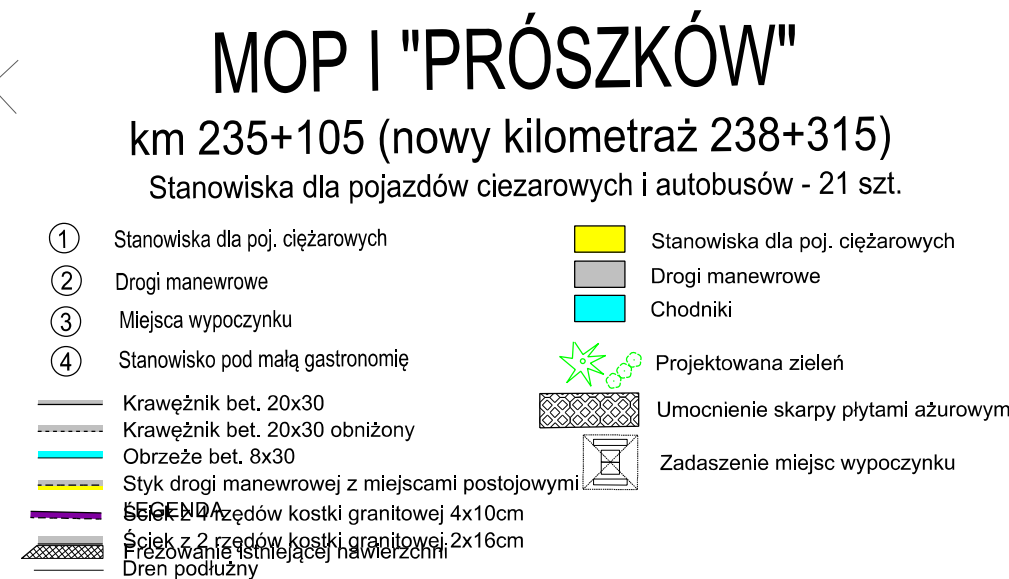 MOP I "PRÓSZKÓW"
km 235+105 (nowy kilometraż 238+315)
Stanowiska dla pojazdów ciezarowych i autobusów - 21 szt.
1 Stanowiska dla poj. ciężarowych
2 Drogi manewrowe
3 Miejsca wypoczynku
4 Stanowisko pod małą gastronomię
Krawężnik bet. 20x30
Krawężnik bet. 20x30 obniżony
Obrzeże bet. 8x30
Styk drogi manewrowej z miejscami postojowymi
LEGENDA
Ściek z 4 rzędów kostki granitowej 4x10cm
Ściek z 2 rzędów kostki granitowej 2x16cm
Frezowanie istniejącej nawierzchni
Dren podłużny
Stanowiska dla poj. ciężarowych
Drogi manewrowe
Chodniki
Projektowana zieleń
Umocnienie skarpy płytami ażurowym
Zadaszenie miejsc wypoczynku